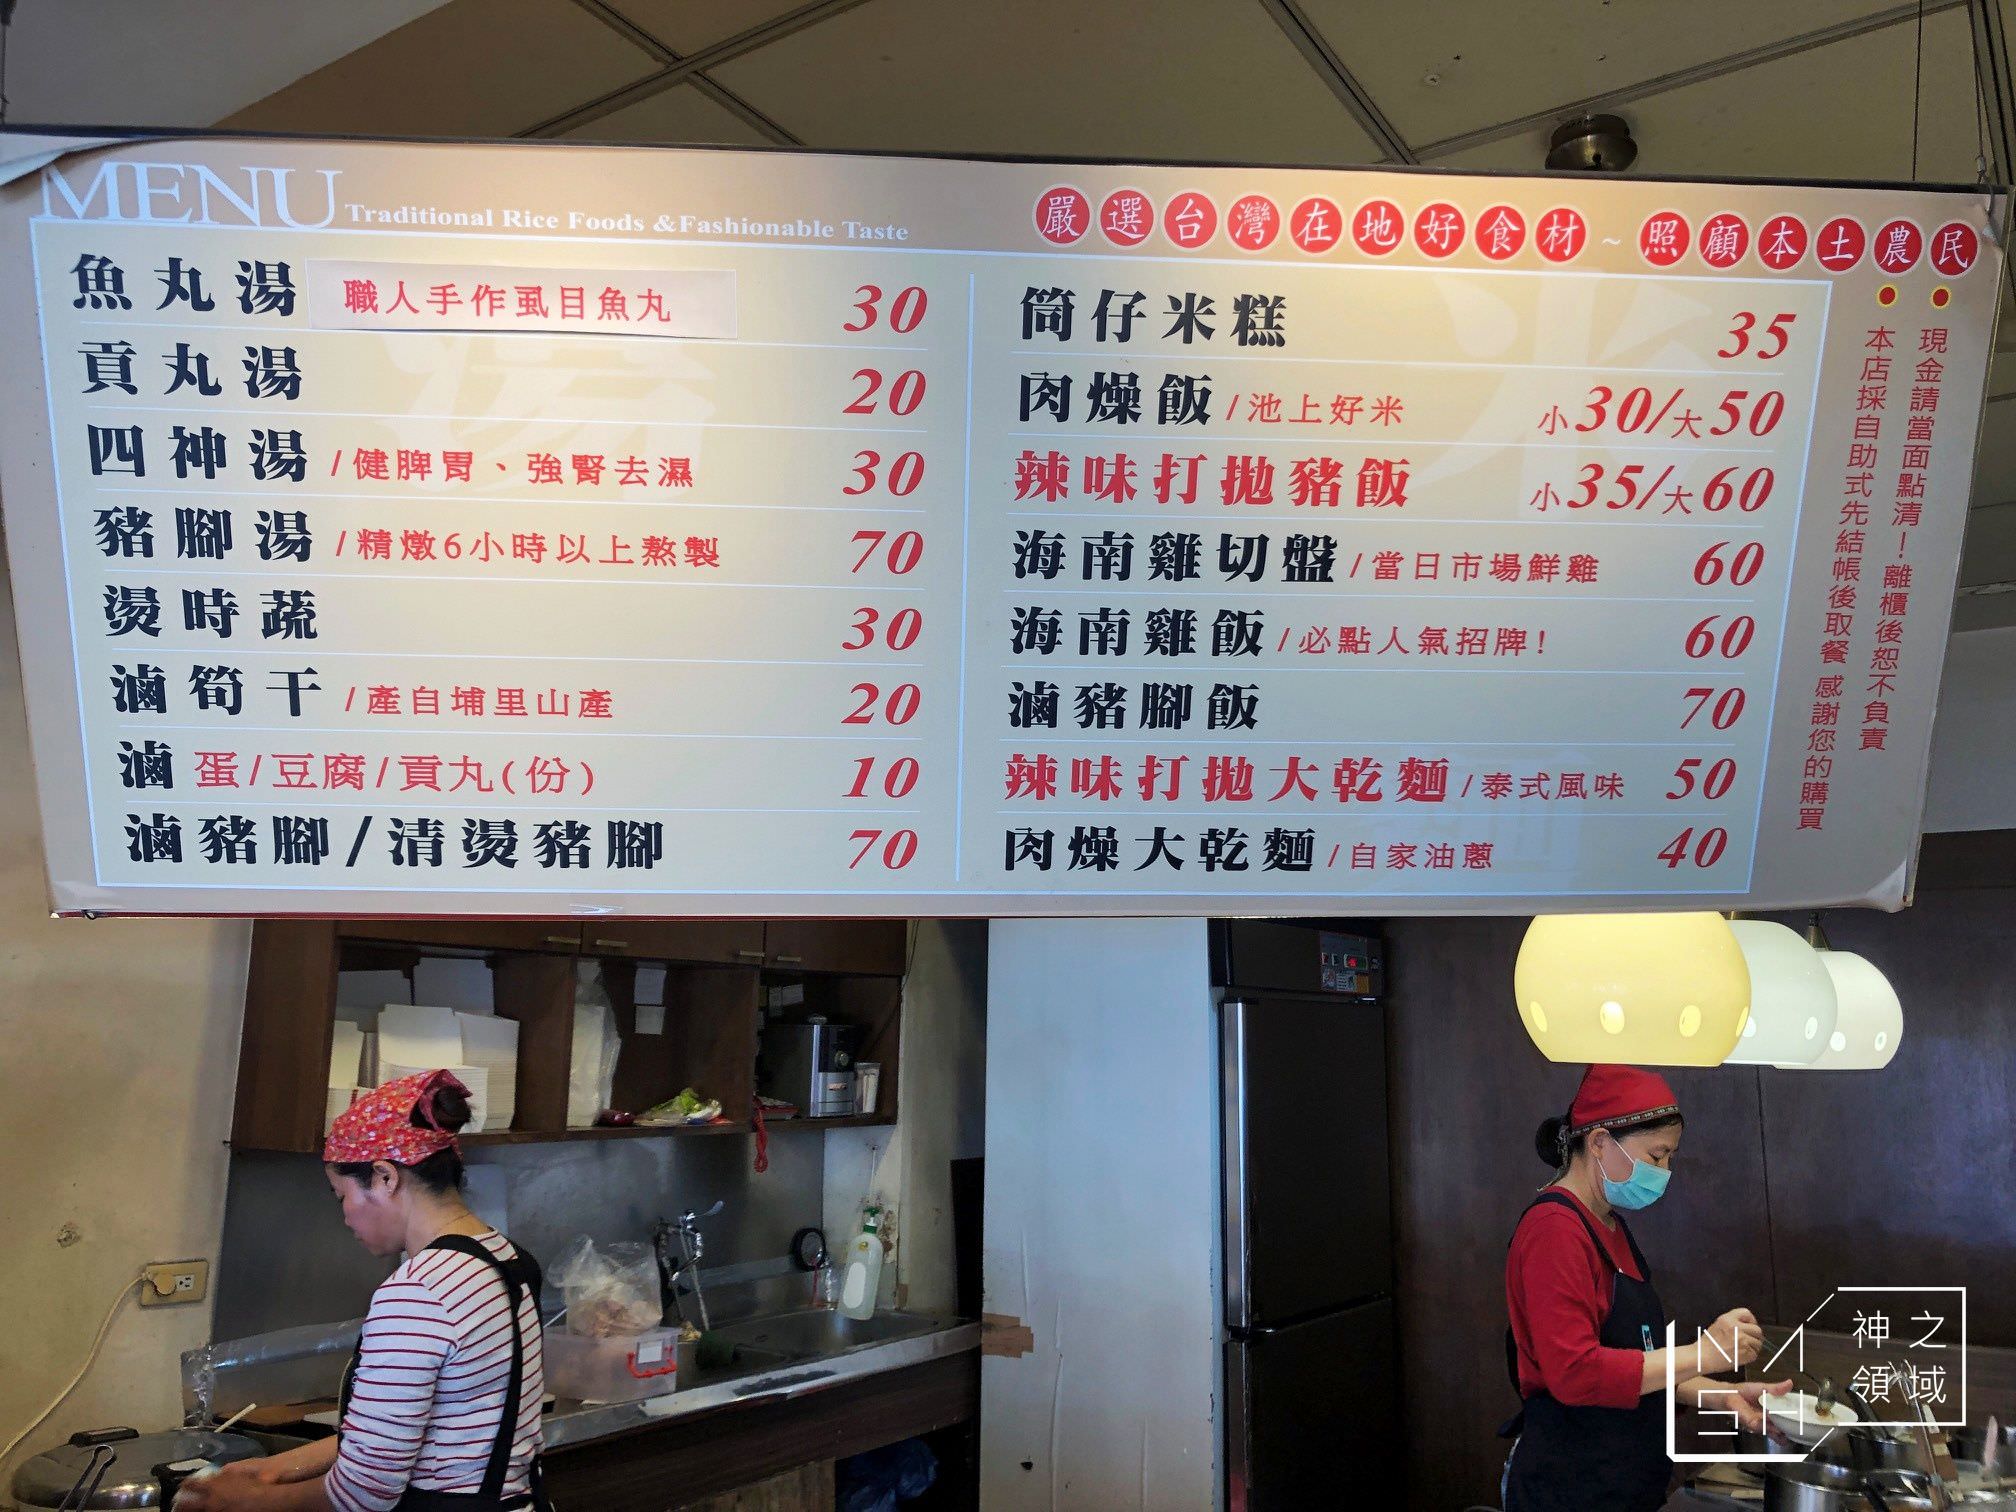 MENU Traditional Rice Foods &Fashionable Taste
嚴選台灣在地好食材~照顧本土農民
魚丸湯 職人手作虱目魚丸 30
貢丸湯 20
四神湯 /健脾胃、強腎去濕 30
豬腳湯 /精燉6小時以上熬製 70
燙時蔬 30
滷筍干 /產自埔里山產 20
滷 蛋/豆腐/貢丸(份) 10
滷豬腳/清燙豬腳 70
筒仔米糕 35
肉燥飯 /池上好米 小30/大50
辣味打拋豬飯 小35/大60
海南雞切盤 /當日市場鮮雞 60
海南雞飯 /必點人氣招牌! 60
滷豬腳飯 70
辣味打拋大乾麵 /泰式風味 50
肉燥大乾麵 /自家油蔥 40
現金請當面點清!離櫃後恕不負責
本店採自助式先結帳後取餐 感謝您的購買
NASH
神之
領域